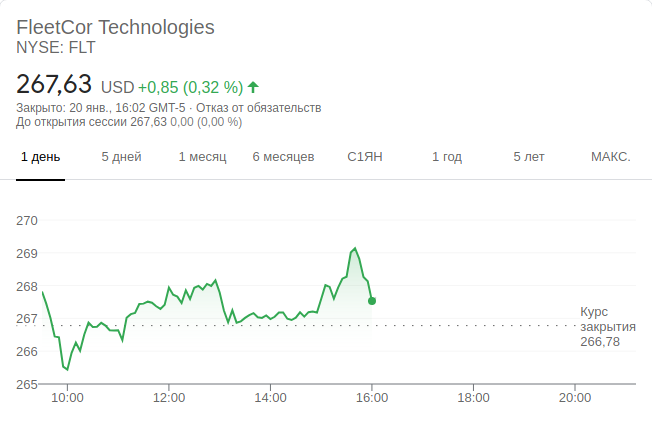 FleetCor Technologies
NYSE: FLT
267,63 USD +0,85 (0,32 %)
Закрыто: 20 янв., 16:02 GMT-5 · Отказ от обязательств
До открытия сессии 267,63 0,00 (0,00 %)
1 день 5 дней 1 месяц 6 месяцев С1ЯН 1 год 5 лет МАКС.
270
269
268
267
266
265
Курс
закрытия
266,78
10:00 12:00 14:00 16:00 18:00 20:00